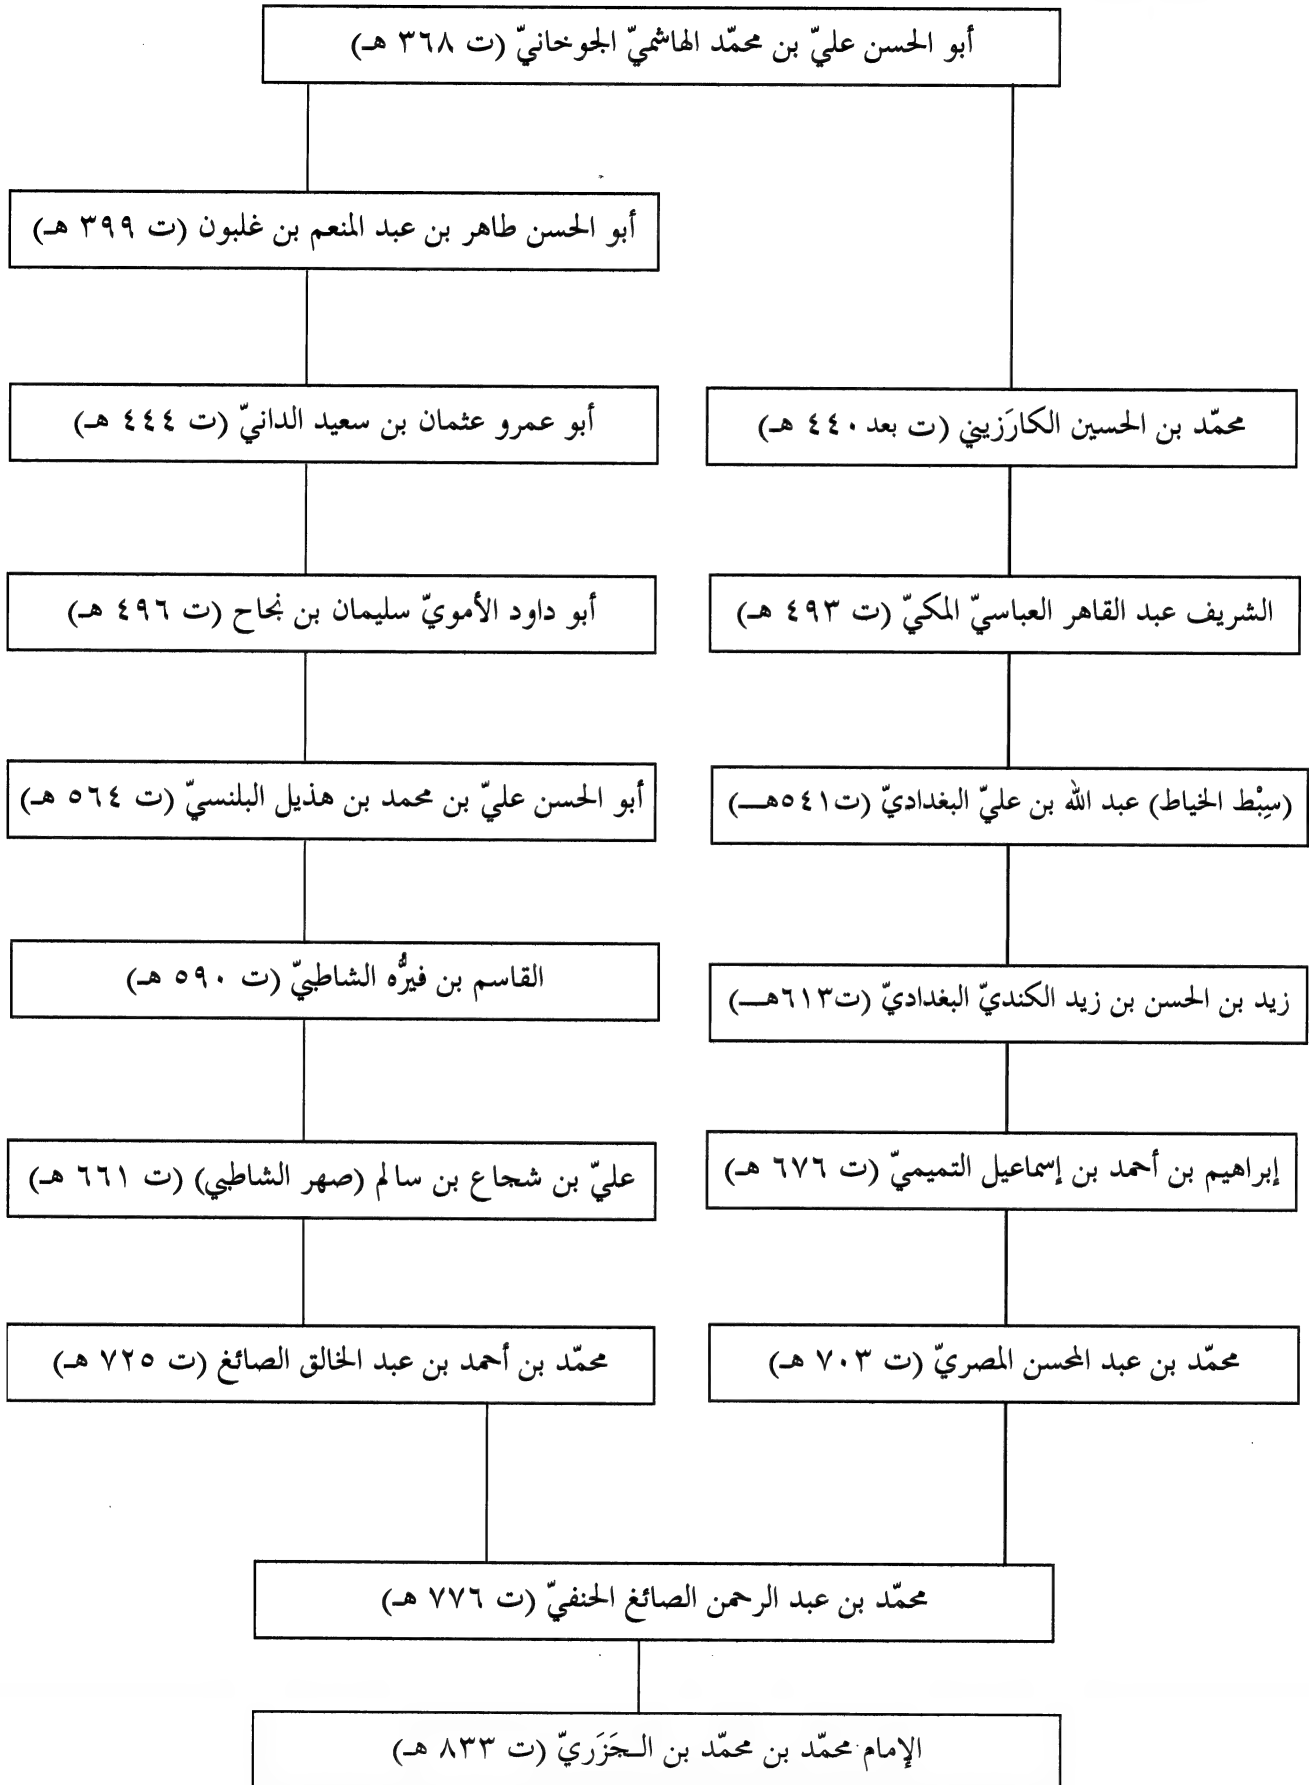 أبو الحسن عليّ بن محمّد الهاشميّ الجوخانيّ (ت ٣٦٨ هـ)
أبو الحسن طاهر بن عبد المنعم بن غلبون (ت ٣٩٩ هـ)
محمّد بن الحسين الكارَزيني (ت بعد ٤٤٠ هـ)
أبو عمرو عثمان بن سعيد الدانيّ (ت ٤٤٤ هـ)
الشريف عبد القاهر العباسيّ المكيّ (ت ٤٩٣ هـ)
أبو داود الأمويّ سليمان بن نجاح (ت ٤٩٦ هـ)
(سِبْط الخياط) عبد الله بن عليّ البغداديّ (ت٥٤١هـ)
أبو الحسن عليّ بن محمد بن هذيل البلنسيّ (ت ٥٦٤ هـ)
زيد بن الحسن بن زيد الكنديّ البغداديّ (ت٦١٣هـ)
القاسم بن فيرُّه الشاطبيّ (ت ٥٩٠ هـ)
إبراهيم بن أحمد بن إسماعيل التميميّ (ت ٦٧٦ هـ)
عليّ بن شجاع بن سالم (صهر الشاطبي) (ت ٦٦١ هـ)
محمّد بن عبد المحسن المصريّ (ت ٧٠٣ هـ)
محمّد بن أحمد بن عبد الخالق الصائغ (ت ٧٢٥ هـ)
محمّد بن عبد الرحمن الصائغ الحنفيّ (ت ٧٧٦ هـ)
الإمام محمّد بن محمّد بن الـجَزَريّ (ت ٨٣٣ هـ)